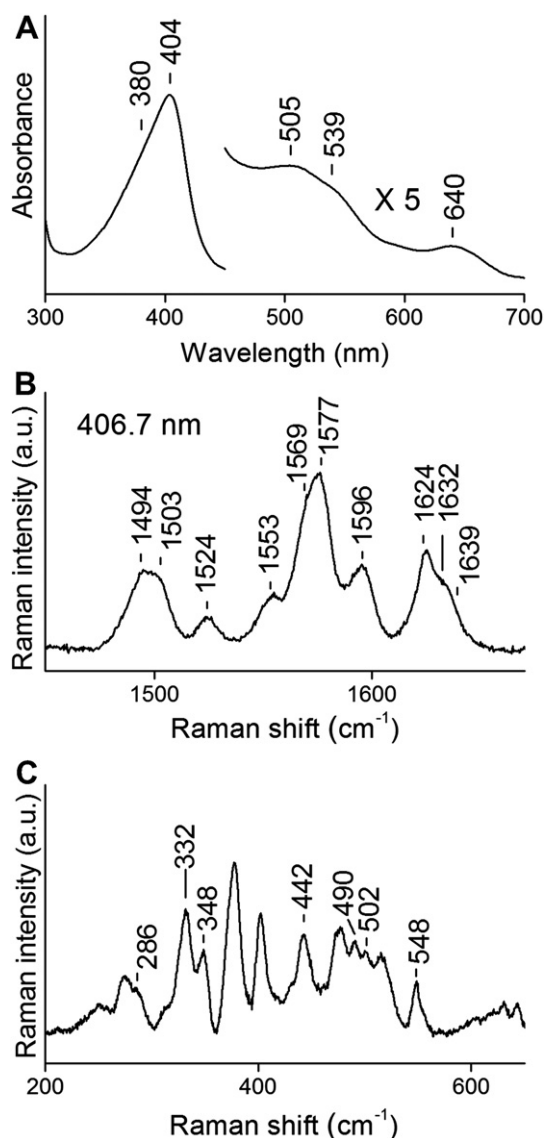 A
380
404
505
539
640
X 5
Absorbance
300
400
500
600
700
Wavelength (nm)
B
406.7 nm
1494
1503
1524
1553
1569
1577
1596
1624
1632
1639
Raman intensity (a.u.)
1500
1600
Raman shift (cm⁻¹)
C
286
332
348
442
490
502
548
Raman intensity (a.u.)
200
400
600
Raman shift (cm⁻¹)